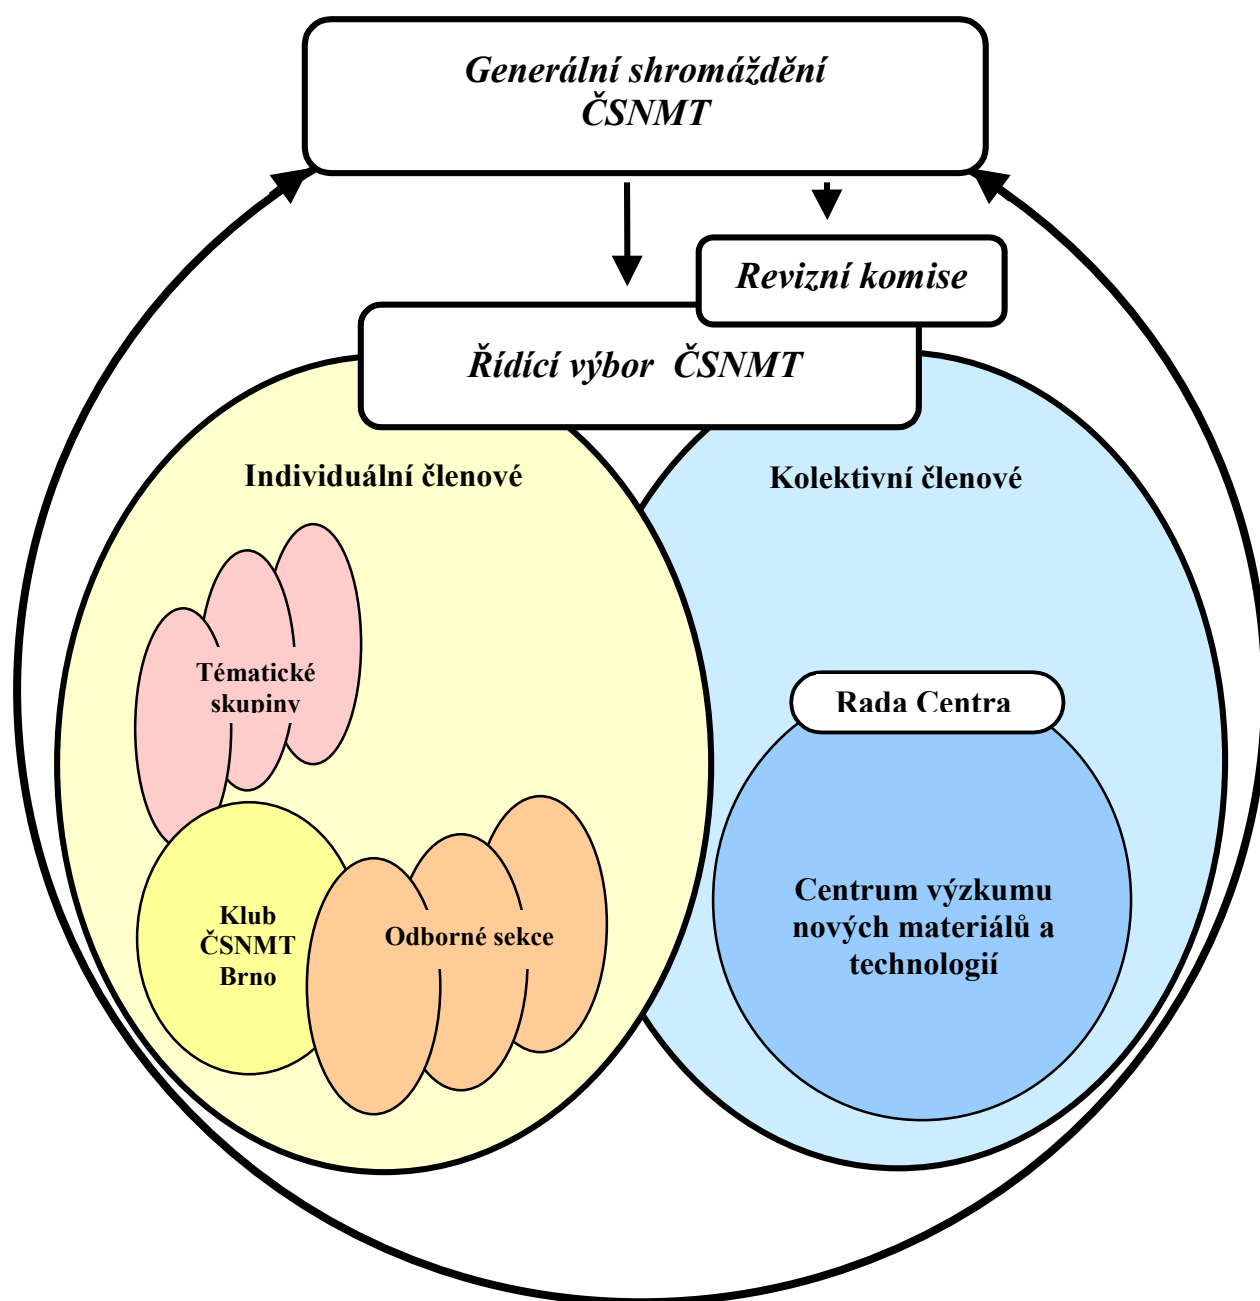 Generální shromáždění
ČSNMT
Revizní komise
Řídící výbor ČSNMT
Individuální členové
Kolektivní členové
Tématické
skupiny
Rada Centra
Klub
ČSNMT
Brno
Odborné sekce
Centrum výzkumu
nových materiálů a
technologií